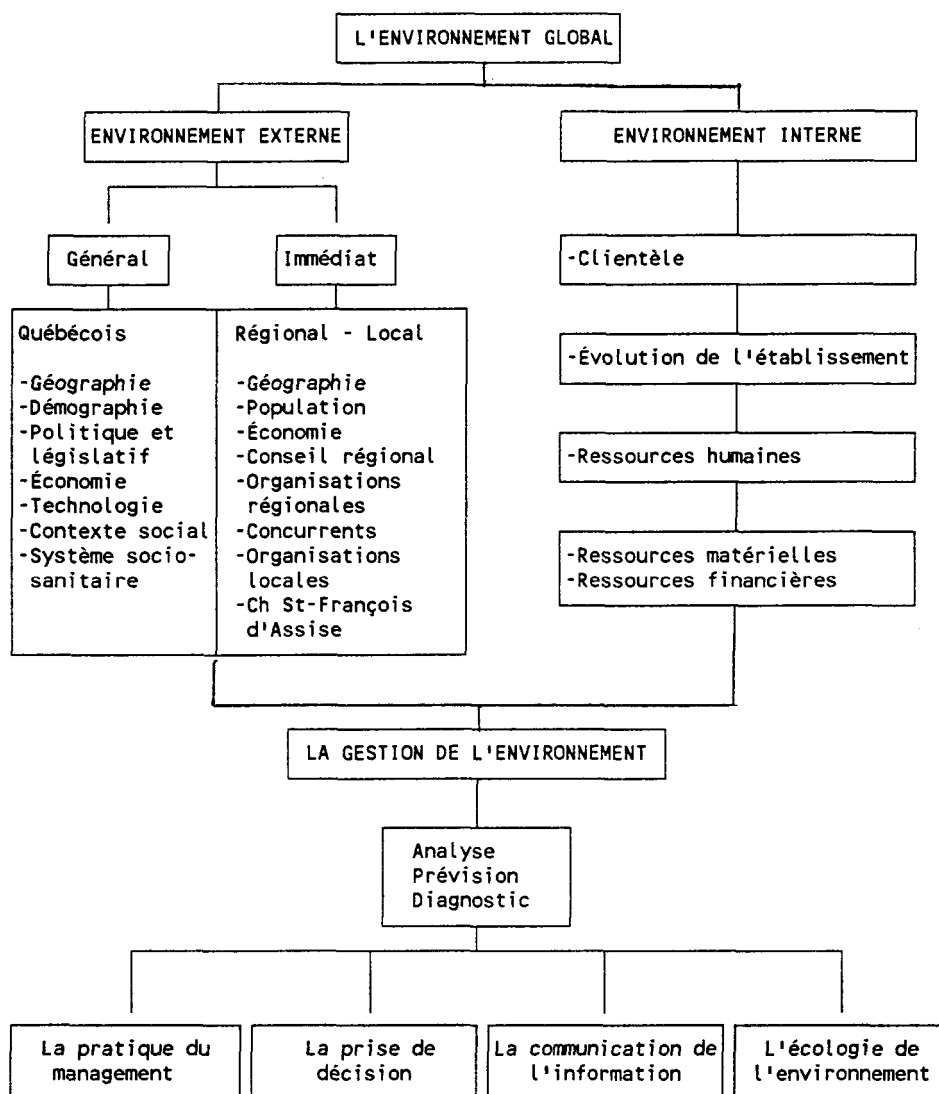 L'ENVIRONNEMENT GLOBAL
ENVIRONNEMENT EXTERNE
ENVIRONNEMENT INTERNE
Général
Immédiat
Québécois
-Géographie
-Démographie
-Politique et
législatif
-Économie
-Technologie
-Contexte social
-Système socio-
sanitaire
Régional - Local
-Géographie
-Population
-Économie
-Conseil régional
-Organisations
régionales
-Concurrents
-Organisations
locales
-Ch St-François
d'Assise
-Clientèle
-Évolution de l'établissement
-Ressources humaines
-Ressources matérielles
-Ressources financières
LA GESTION DE L'ENVIRONNEMENT
Analyse
Prévision
Diagnostic
La pratique du
management
La prise de
décision
La communication de
l'information
L'écologie de
l'environnement